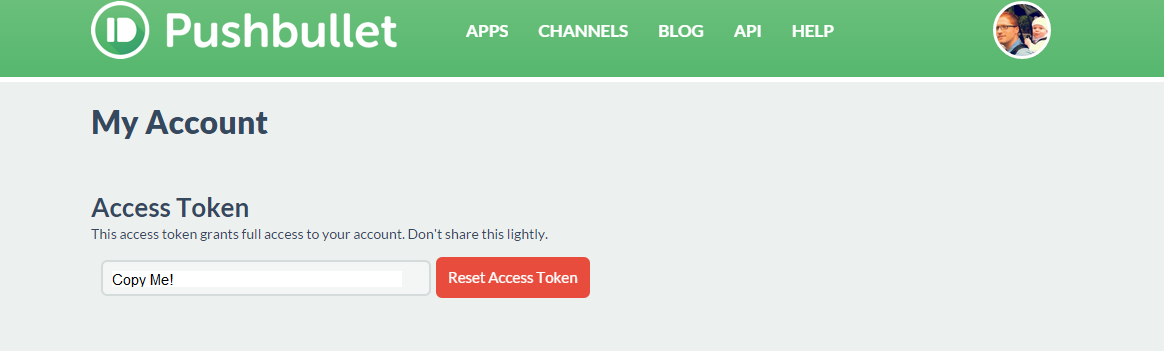 Pushbullet APPS CHANNELS BLOG API HELP
My Account
Access Token
This access token grants full access to your account. Don't share this lightly.
Copy Me! Reset Access Token